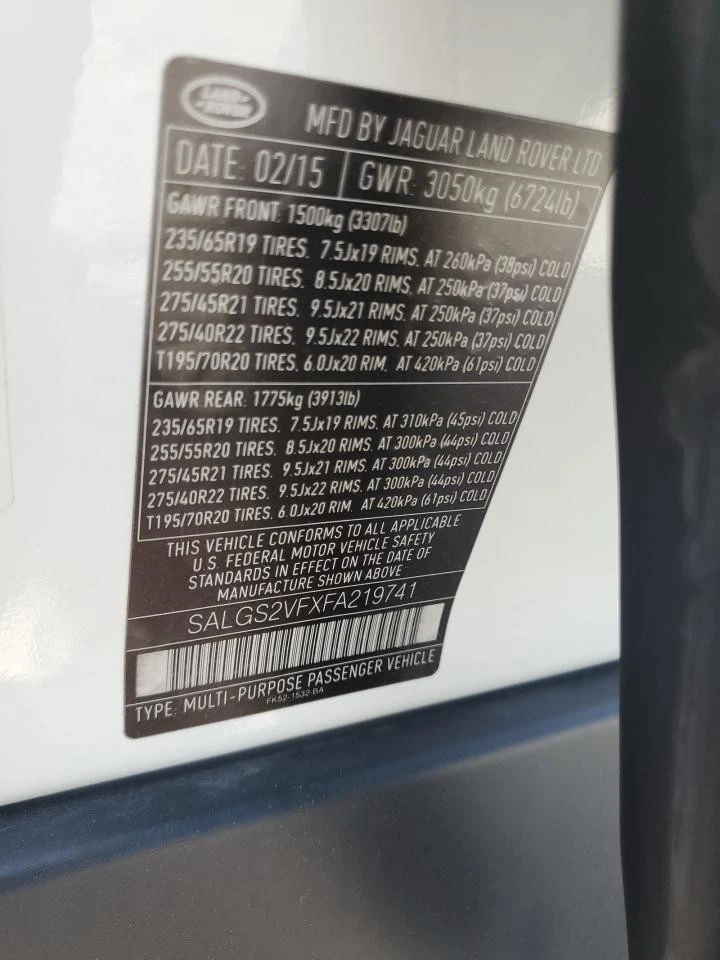 LAND ROVER
MFD BY JAGUAR LAND ROVER LTD
DATE: 02/15 GWR: 3050kg (6724lb)
GAWR FRONT: 1500kg (3307lb)
235/65R19 TIRES. 7.5Jx19 RIMS. AT 260kPa (38psi) COLD
255/55R20 TIRES. 8.5Jx20 RIMS. AT 250kPa (37psi) COLD
275/45R21 TIRES. 9.5Jx21 RIMS. AT 250kPa (37psi) COLD
275/40R22 TIRES. 9.5Jx22 RIMS. AT 250kPa (37psi) COLD
T195/70R20 TIRES. 6.0Jx20 RIM. AT 420kPa (61psi) COLD
GAWR REAR: 1775kg (3913lb)
235/65R19 TIRES. 7.5Jx19 RIMS. AT 310kPa (45psi) COLD
255/55R20 TIRES. 8.5Jx20 RIMS. AT 300kPa (44psi) COLD
275/45R21 TIRES. 9.5Jx21 RIMS. AT 300kPa (44psi) COLD
275/40R22 TIRES. 9.5Jx22 RIMS. AT 300kPa (44psi) COLD
T195/70R20 TIRES. 6.0Jx20 RIM. AT 420kPa (61psi) COLD
THIS VEHICLE CONFORMS TO ALL APPLICABLE
U.S. FEDERAL MOTOR VEHICLE SAFETY
STANDARDS IN EFFECT ON THE DATE OF
MANUFACTURE SHOWN ABOVE
SALGS2VFXFA219741
TYPE: MULTI-PURPOSE PASSENGER VEHICLE
FK52-1532-BA